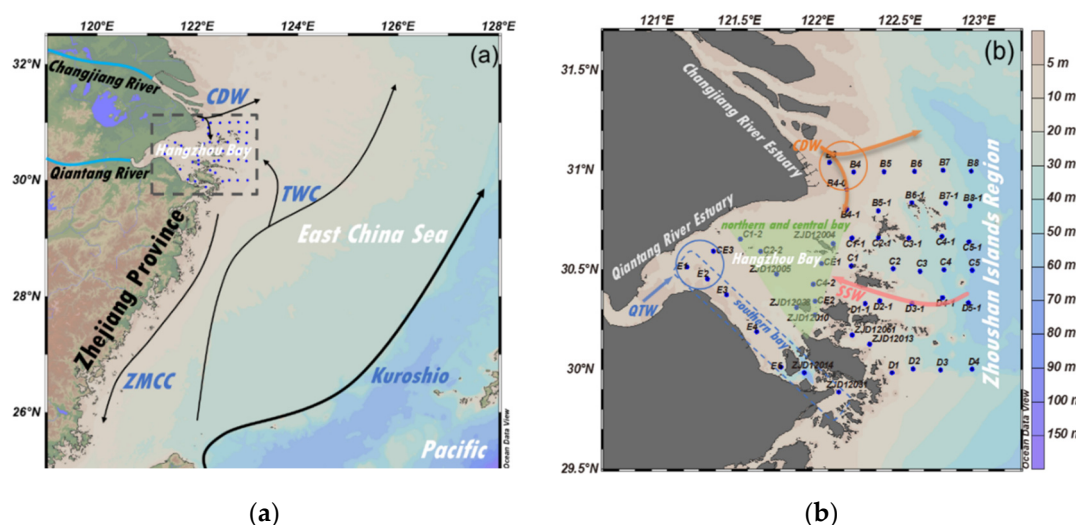 120°E 122°E 124°E 126°E 128°E
32°N
30°N
28°N
26°N
(a)
Changjiang River
CDW
Hangzhou Bay
Qiantang River
TWC
East China Sea
Zhejiang Province
ZMCC
Kuroshio
Pacific
Ocean Data View
(a)
121°E 121.5°E 122°E 122.5°E 123°E
31.5°N
31°N
30.5°N
30°N
29.5°N
(b)
Changjiang River Estuary
CDW
B4 B5 B6 B7 B8
B4-1 B5-1 B6-1 B7-1 B8-1
Qiantang River Estuary
northern and central bay
Hangzhou Bay
C1-2 ZJD12004 C1-1 C2-1 C3-1 C4-1 C5-1
CE3 C2-2 CE1 C1 C2 C3 C4 C5
E1 E2 ZJD12005 C4-2
E3 CE2 SSW
QTW
D1-1 D2-1 D3-1 D4-1 D5-1
ZJD12010
E4 southern bay
ZJD12013
ZJD12014
D1 D2 D3 D4
Zhoushan Islands Region
Ocean Data View
5 m
10 m
20 m
30 m
40 m
50 m
60 m
70 m
80 m
90 m
100 m
150 m
(b)